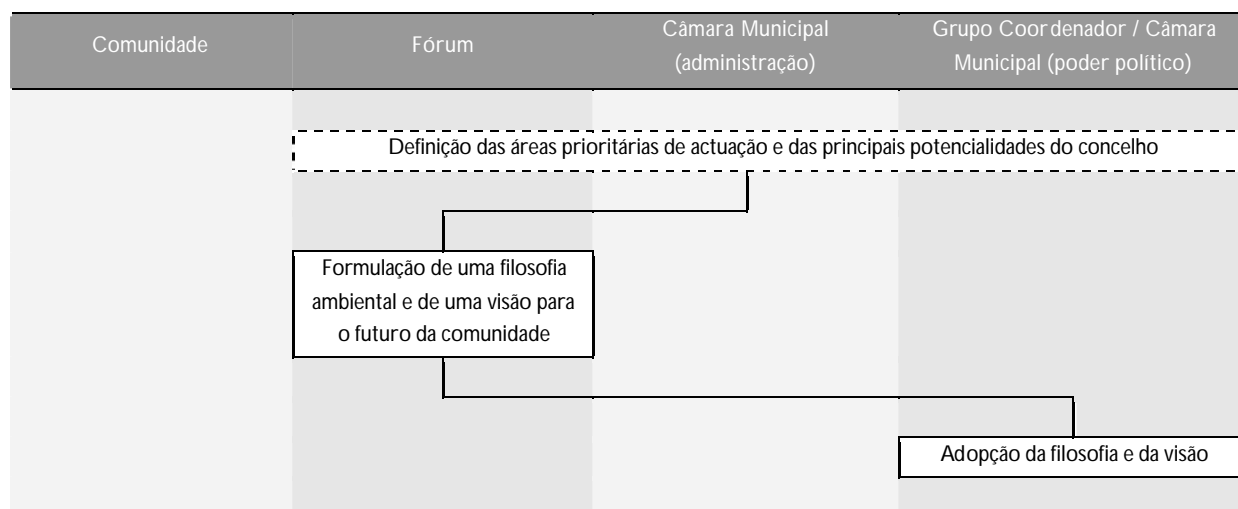 Comunidade
Fórum
Câmara Municipal
(administração)
Grupo Coordenador / Câmara
Municipal (poder político)
Definição das áreas prioritárias de actuação e das principais potencialidades do concelho
Formulação de uma filosofia
ambiental e de uma visão para
o futuro da comunidade
Adopção da filosofia e da visão